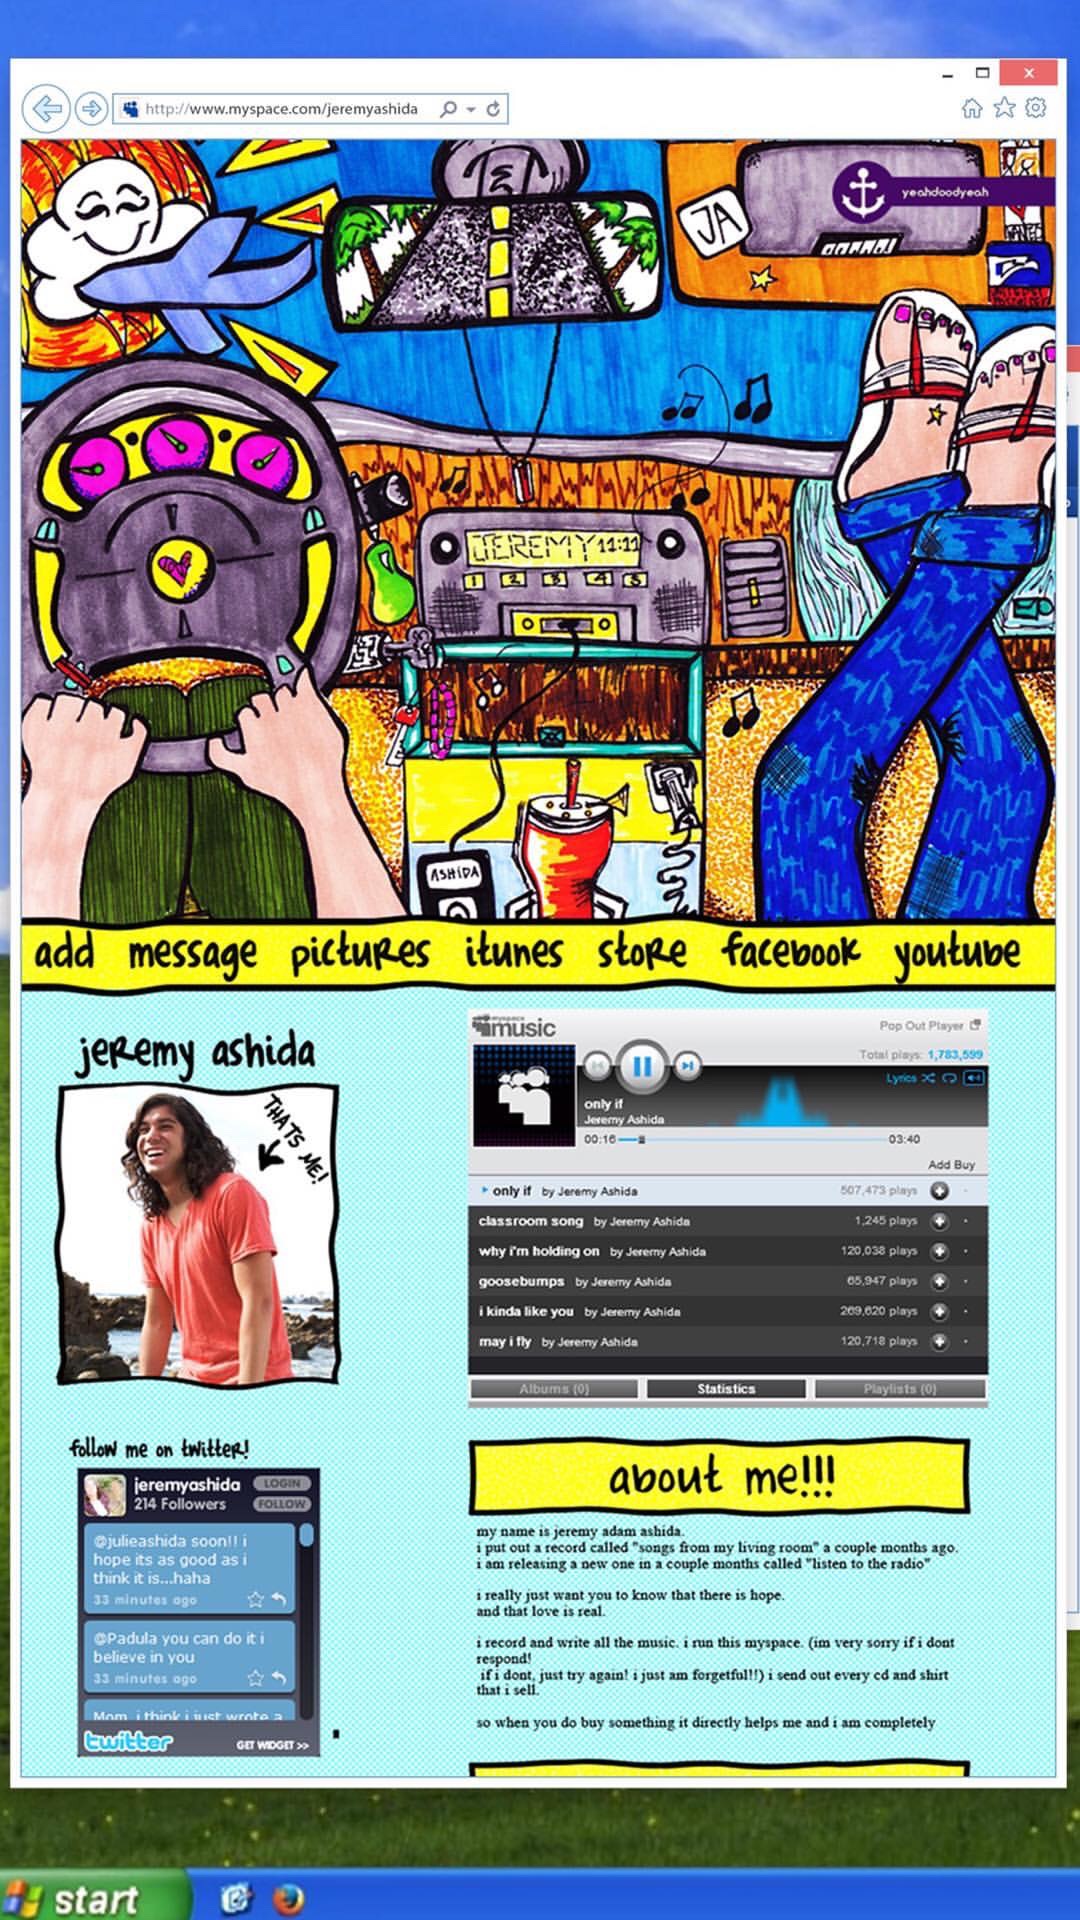 http://www.myspace.com/jeremyashida
yeahdoodyeah
JA
WANTED
JEREMY 11:11
1 2 3 4 5
ASHIDA
add message pictures itunes store facebook youtube
jeremy ashida
THATS ME!
myspace music
Pop Out Player
Total plays: 1,783,599
Lyrics
only if
Jeremy Ashida
00:16 03:40
Add Buy
only if by Jeremy Ashida 507,473 plays
classroom song by Jeremy Ashida 1,245 plays
why i'm holding on by Jeremy Ashida 120,038 plays
goosebumps by Jeremy Ashida 65,947 plays
i kinda like you by Jeremy Ashida 269,620 plays
may i fly by Jeremy Ashida 120,718 plays
Albums (0) Statistics Playlists (0)
follow me on twitter!
jeremyashida LOGIN
214 Followers FOLLOW
@julieashida soon!! i
hope its as good as i
think it is...haha
33 minutes ago
@Padula you can do it i
believe in you
33 minutes ago
Mom, i think i just wrote a
twitter GET WIDGET >>
about me!!!
my name is jeremy adam ashida.
i put out a record called "songs from my living room" a couple months ago.
i am releasing a new one in a couple months called "listen to the radio"
i really just want you to know that there is hope.
and that love is real.
i record and write all the music. i run this myspace. (im very sorry if i dont
respond!
if i dont, just try again! i just am forgetful!!) i send out every cd and shirt
that i sell.
so when you do buy something it directly helps me and i am completely
start